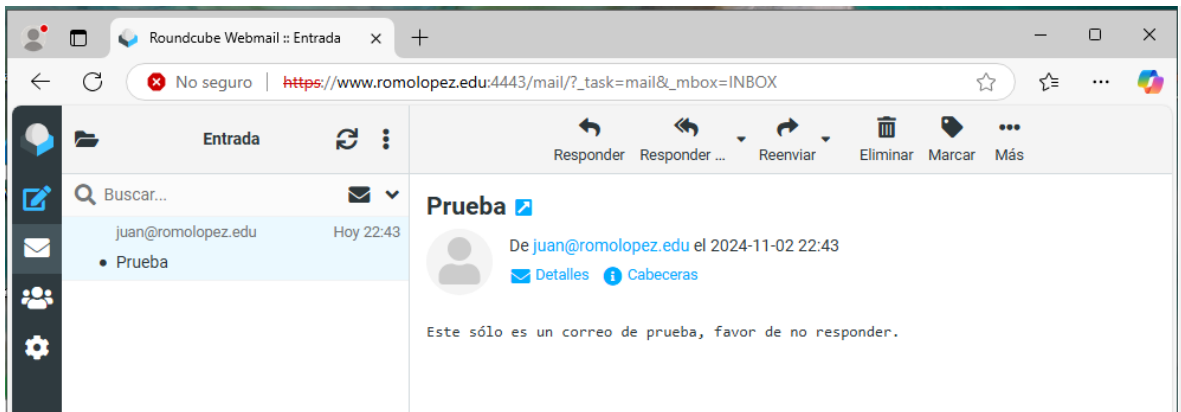 Roundcube Webmail :: Entrada
No seguro https://www.romolopez.edu:4443/mail/?_task=mail&_mbox=INBOX
Entrada
Responder Responder ... Reenviar Eliminar Marcar Más
Buscar...
juan@romolopez.edu Hoy 22:43
• Prueba
Prueba
De juan@romolopez.edu el 2024-11-02 22:43
Detalles Cabeceras
Este sólo es un correo de prueba, favor de no responder.